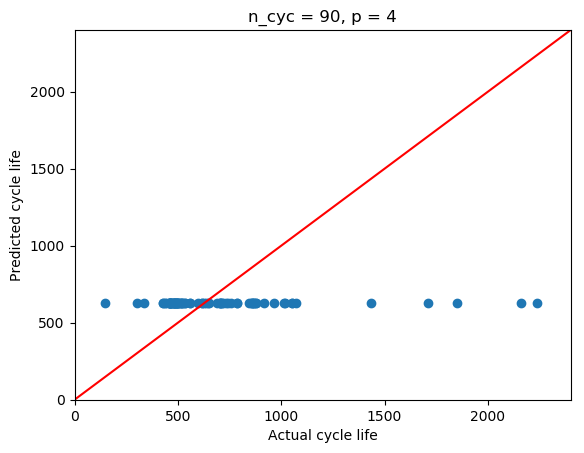 n_cyc = 90, p = 4
Predicted cycle life
2000
1500
1000
500
0
0 500 1000 1500 2000
Actual cycle life